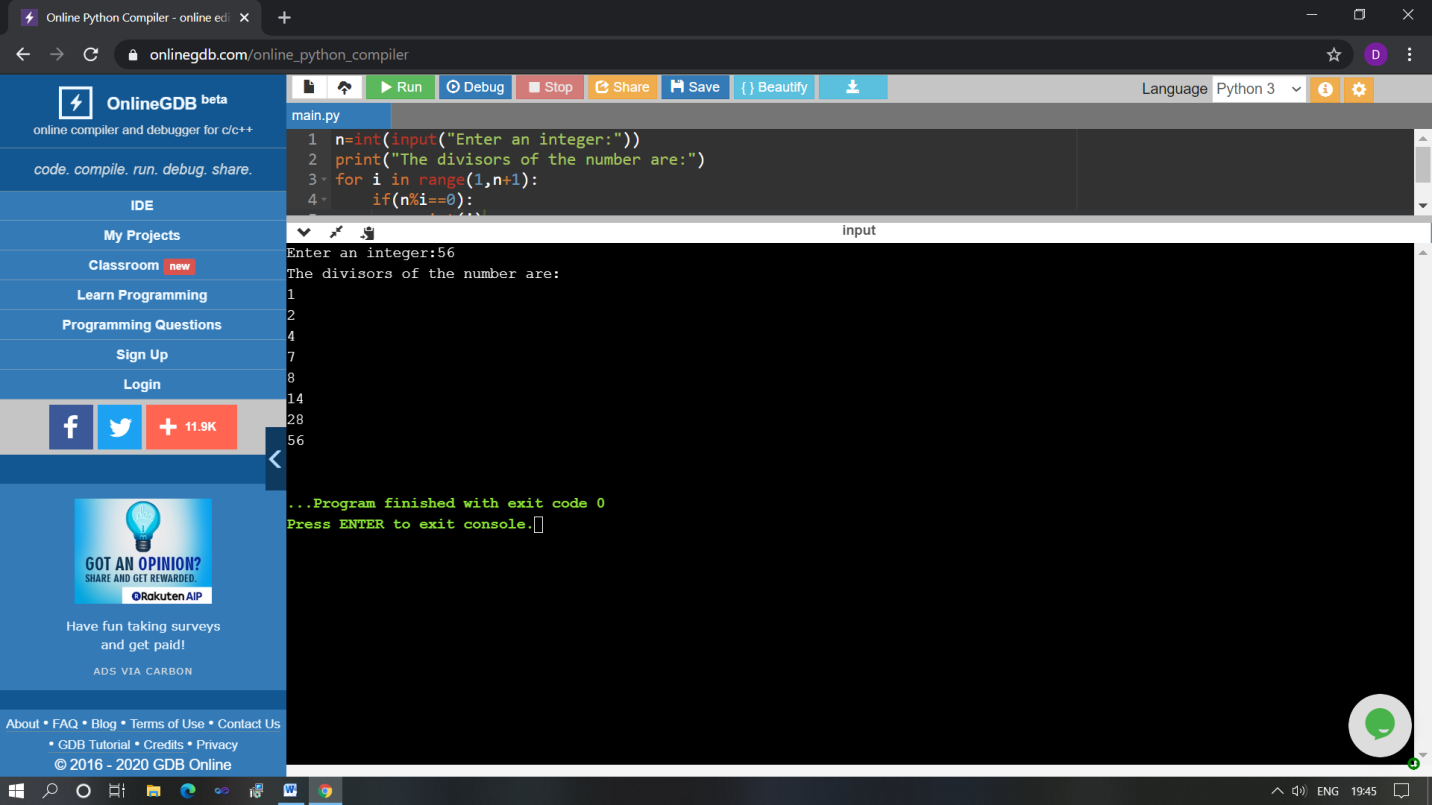 Online Python Compiler - online edi
onlinegdb.com/online_python_compiler
D
OnlineGDB beta
online compiler and debugger for c/c++
code. compile. run. debug. share.
IDE
My Projects
Classroom new
Learn Programming
Programming Questions
Sign Up
Login
11.9K
GOT AN OPINION?
SHARE AND GET REWARDED.
Rakuten AIP
Have fun taking surveys
and get paid!
ADS VIA CARBON
About • FAQ • Blog • Terms of Use • Contact Us
• GDB Tutorial • Credits • Privacy
© 2016 - 2020 GDB Online
Run Debug Stop Share Save { } Beautify
Language Python 3
main.py
1 n=int(input("Enter an integer:"))
2 print("The divisors of the number are:")
3 for i in range(1,n+1):
4 if(n%i==0):
input
Enter an integer:56
The divisors of the number are:
1
2
4
7
8
14
28
56
...Program finished with exit code 0
Press ENTER to exit console.
ENG 19:45